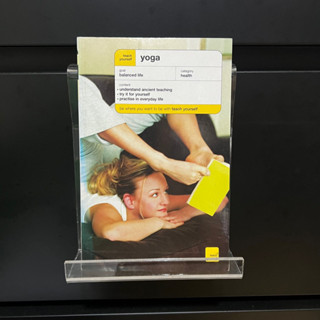 teach
yourself
yoga
goal
balanced life
category
health
content
• understand ancient teaching
• try it for yourself
• practise in everyday life
be where you want to be with teach yourself